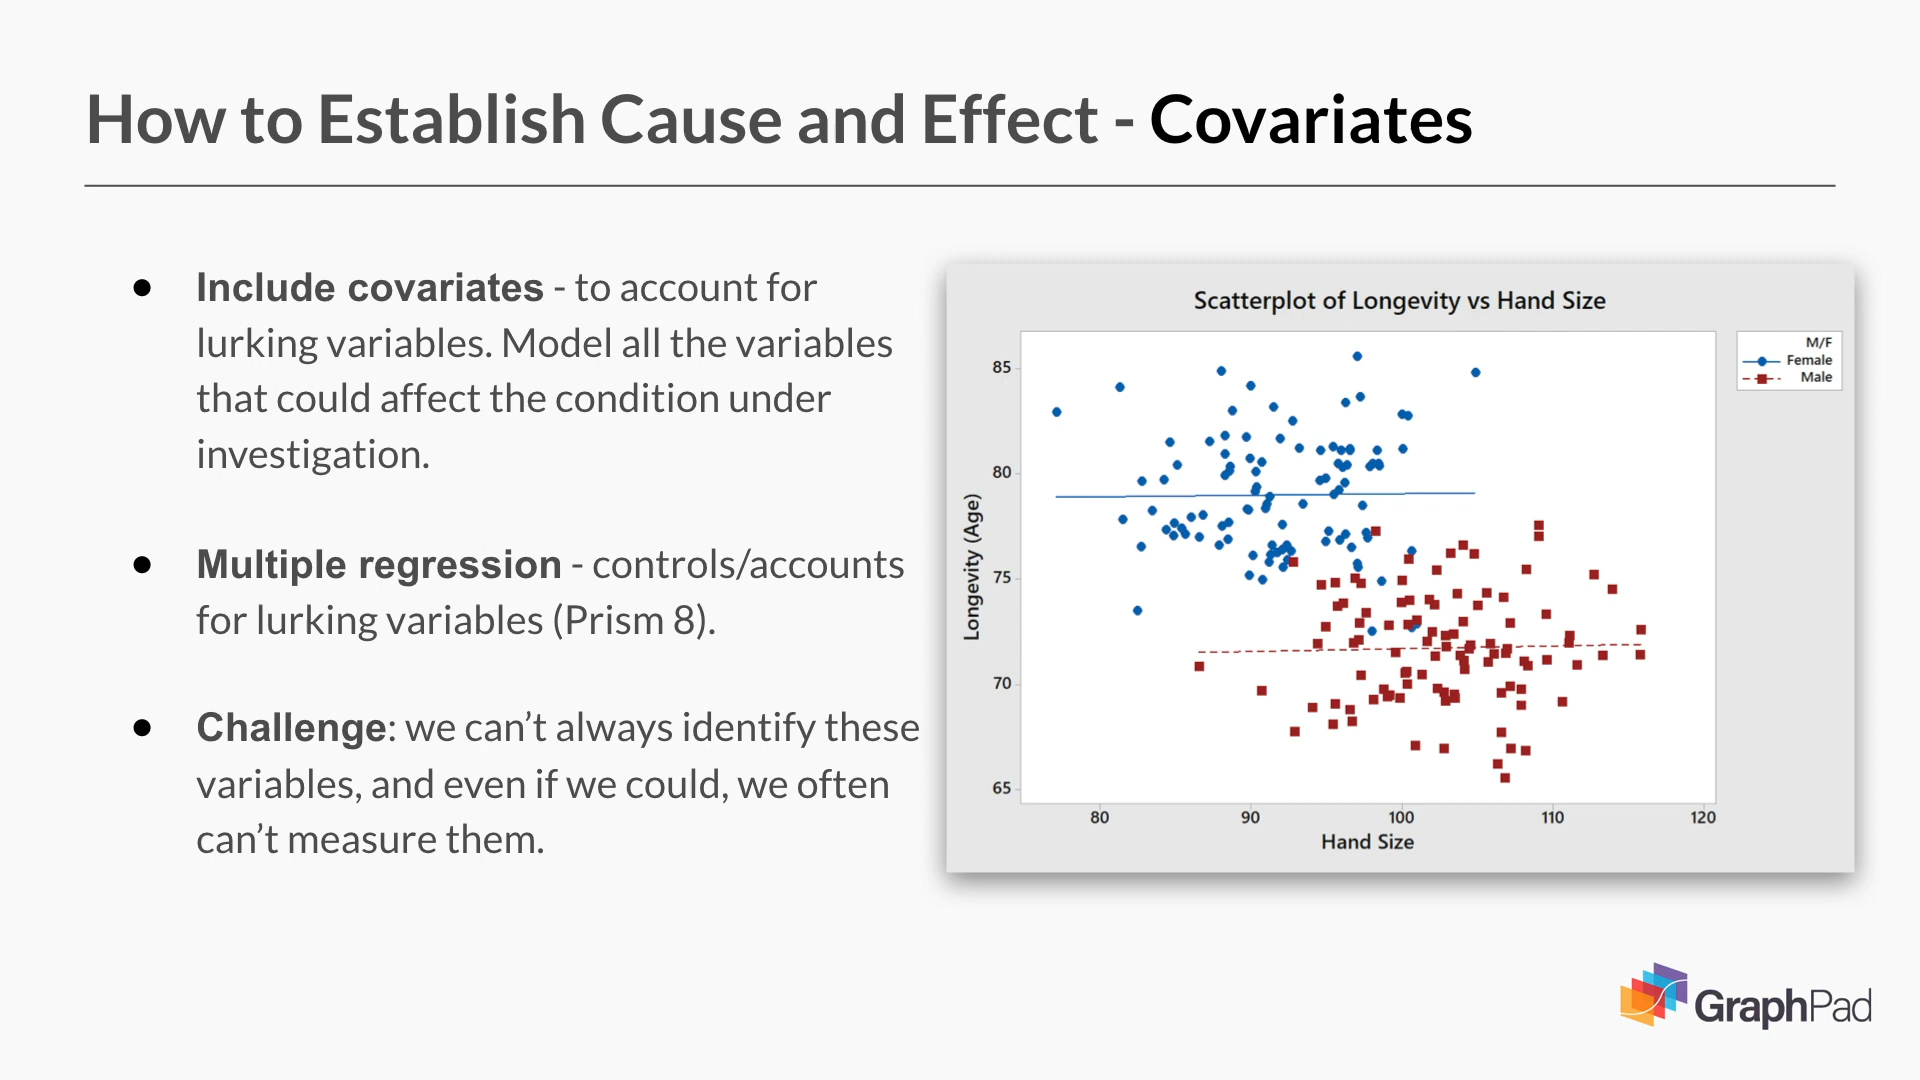 How to Establish Cause and Effect - Covariates
● Include covariates - to account for
lurking variables. Model all the variables
that could affect the condition under
investigation.
● Multiple regression - controls/accounts
for lurking variables (Prism 8).
● Challenge: we can’t always identify these
variables, and even if we could, we often
can’t measure them.
Scatterplot of Longevity vs Hand Size
M/F
Female
Male
Longevity (Age)
85
80
75
70
65
80 90 100 110 120
Hand Size
GraphPad